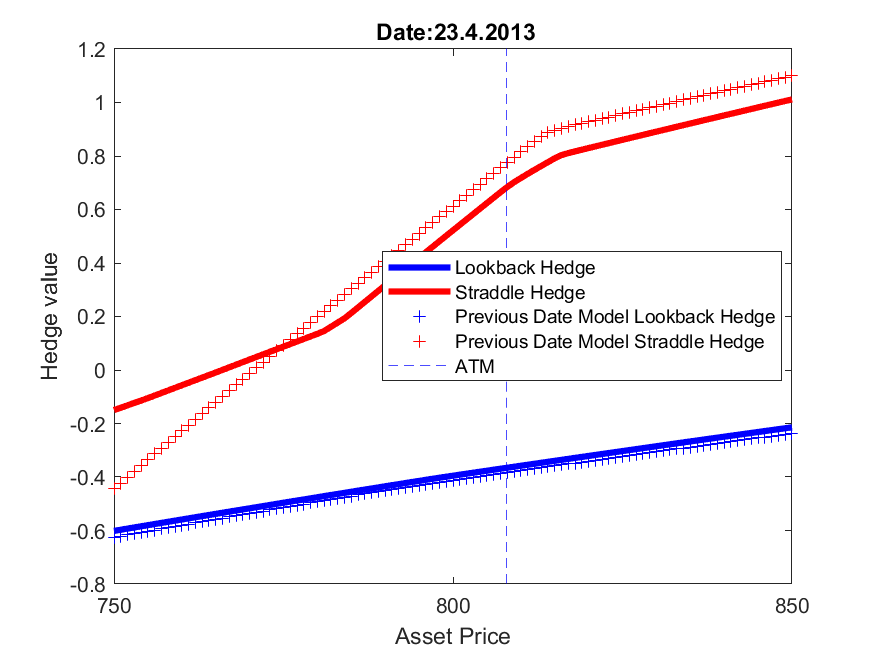 Date:23.4.2013
1.2
1
0.8
0.6
0.4
0.2
0
-0.2
-0.4
-0.6
-0.8
Hedge value
Lookback Hedge
Straddle Hedge
Previous Date Model Lookback Hedge
Previous Date Model Straddle Hedge
ATM
750 800 850
Asset Price